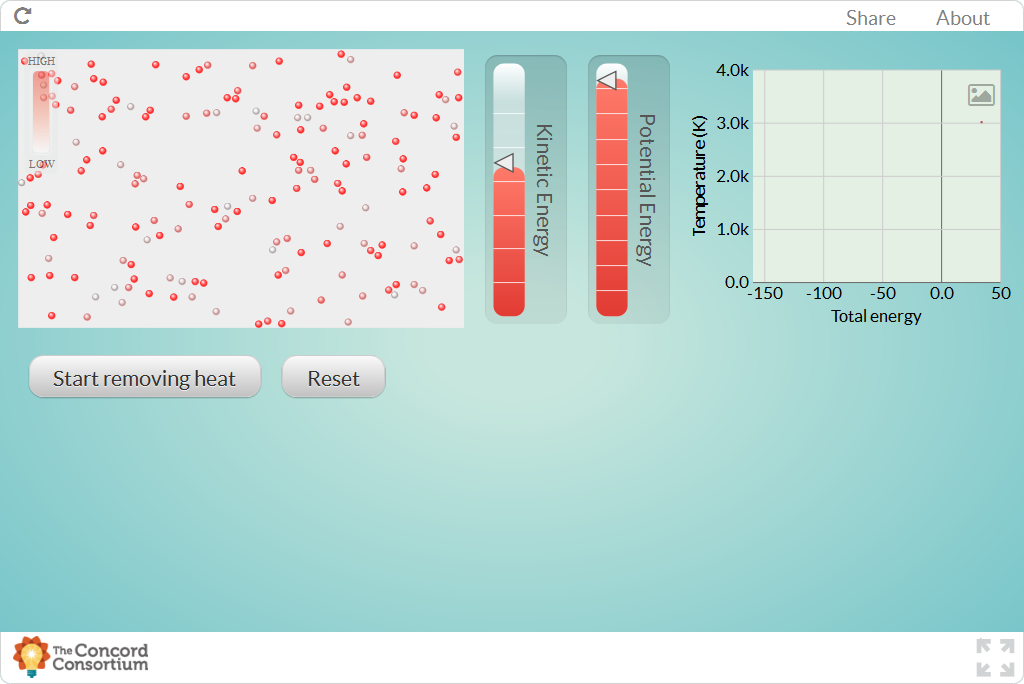 Share
About
HIGH
LOW
Kinetic Energy
Potential Energy
Temperature (K)
4.0k
3.0k
2.0k
1.0k
0.0
-150
-100
-50
0.0
50
Total energy
Start removing heat
Reset
The Concord
Consortium